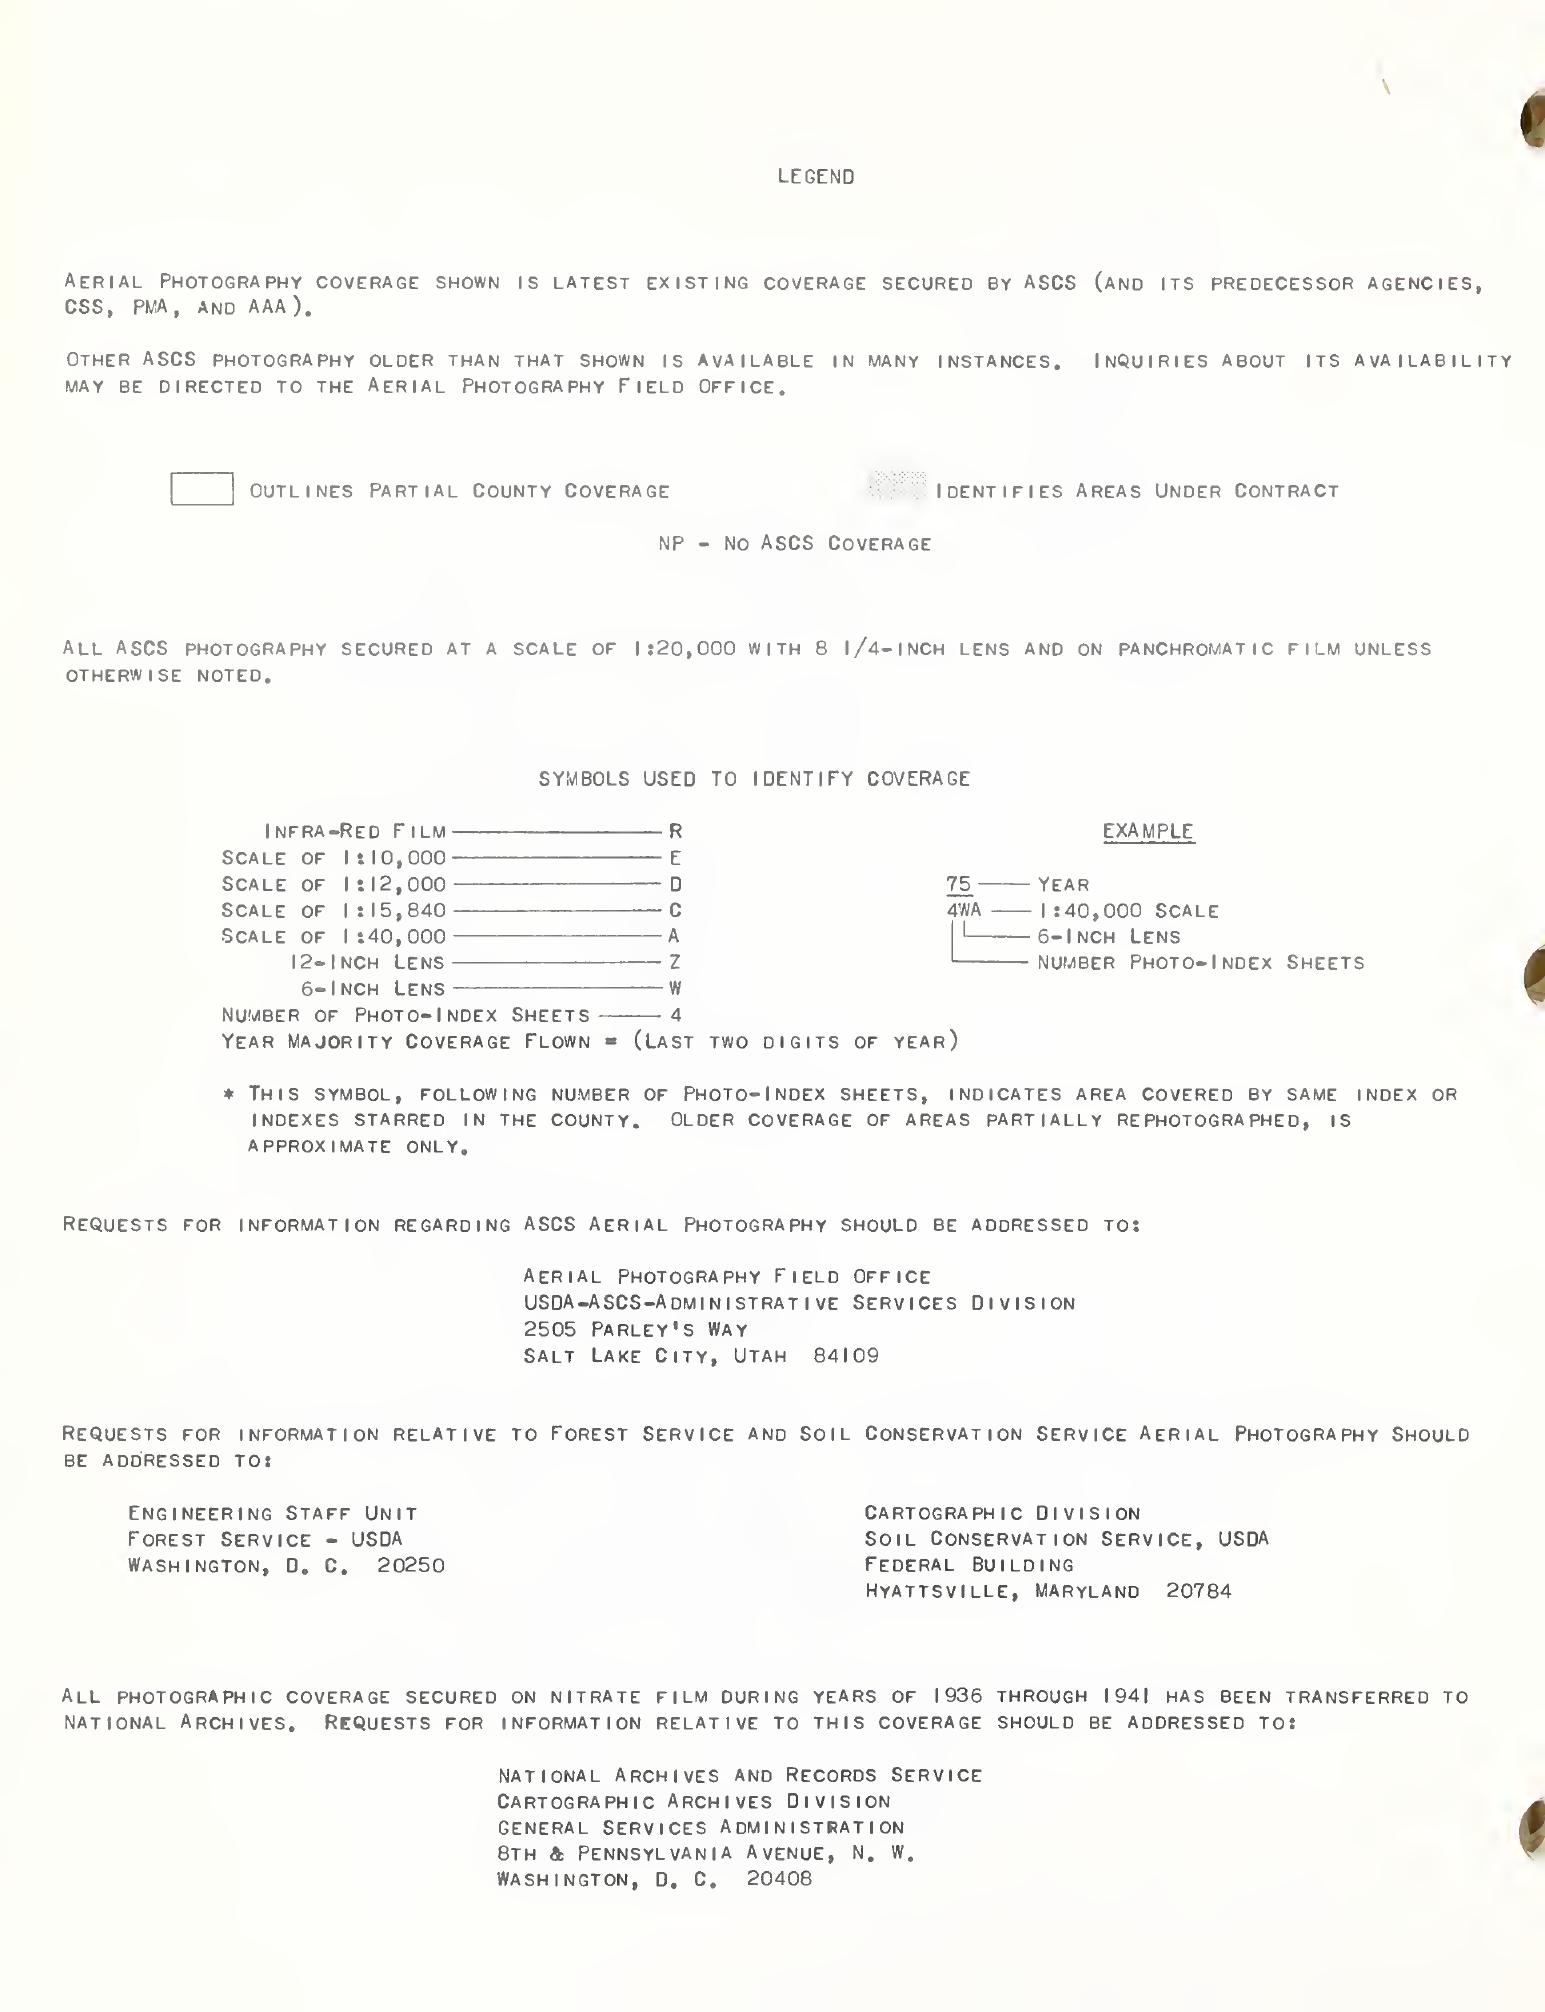 LEGEND
AERIAL PHOTOGRAPHY COVERAGE SHOWN IS LATEST EXISTING COVERAGE SECURED BY ASCS (AND ITS PREDECESSOR AGENCIES,
CSS, PMA, AND AAA).
OTHER ASCS PHOTOGRAPHY OLDER THAN THAT SHOWN IS AVAILABLE IN MANY INSTANCES. INQUIRIES ABOUT ITS AVAILABILITY
MAY BE DIRECTED TO THE AERIAL PHOTOGRAPHY FIELD OFFICE.
OUTLINES PARTIAL COUNTY COVERAGE
IDENTIFIES AREAS UNDER CONTRACT
NP - NO ASCS COVERAGE
ALL ASCS PHOTOGRAPHY SECURED AT A SCALE OF 1:20,000 WITH 8 1/4-INCH LENS AND ON PANCHROMATIC FILM UNLESS
OTHERWISE NOTED.
SYMBOLS USED TO IDENTIFY COVERAGE
INFRA-RED FILM R
SCALE OF 1:10,000 E
SCALE OF 1:12,000 D
SCALE OF 1:15,840 C
SCALE OF 1:40,000 A
12-INCH LENS Z
6-INCH LENS W
NUMBER OF PHOTO-INDEX SHEETS 4
YEAR MAJORITY COVERAGE FLOWN = (LAST TWO DIGITS OF YEAR)
EXAMPLE
75 YEAR
4WA 1:40,000 SCALE
6-INCH LENS
NUMBER PHOTO-INDEX SHEETS
* THIS SYMBOL, FOLLOWING NUMBER OF PHOTO-INDEX SHEETS, INDICATES AREA COVERED BY SAME INDEX OR
INDEXES STARRED IN THE COUNTY. OLDER COVERAGE OF AREAS PARTIALLY REPHOTOGRAPHED, IS
APPROXIMATE ONLY.
REQUESTS FOR INFORMATION REGARDING ASCS AERIAL PHOTOGRAPHY SHOULD BE ADDRESSED TO:
AERIAL PHOTOGRAPHY FIELD OFFICE
USDA-ASCS-ADMINISTRATIVE SERVICES DIVISION
2505 PARLEY'S WAY
SALT LAKE CITY, UTAH 84109
REQUESTS FOR INFORMATION RELATIVE TO FOREST SERVICE AND SOIL CONSERVATION SERVICE AERIAL PHOTOGRAPHY SHOULD
BE ADDRESSED TO:
ENGINEERING STAFF UNIT
FOREST SERVICE - USDA
WASHINGTON, D. C. 20250
CARTOGRAPHIC DIVISION
SOIL CONSERVATION SERVICE, USDA
FEDERAL BUILDING
HYATTSVILLE, MARYLAND 20784
ALL PHOTOGRAPHIC COVERAGE SECURED ON NITRATE FILM DURING YEARS OF 1936 THROUGH 1941 HAS BEEN TRANSFERRED TO
NATIONAL ARCHIVES. REQUESTS FOR INFORMATION RELATIVE TO THIS COVERAGE SHOULD BE ADDRESSED TO:
NATIONAL ARCHIVES AND RECORDS SERVICE
CARTOGRAPHIC ARCHIVES DIVISION
GENERAL SERVICES ADMINISTRATION
8TH & PENNSYLVANIA AVENUE, N. W.
WASHINGTON, D. C. 20408